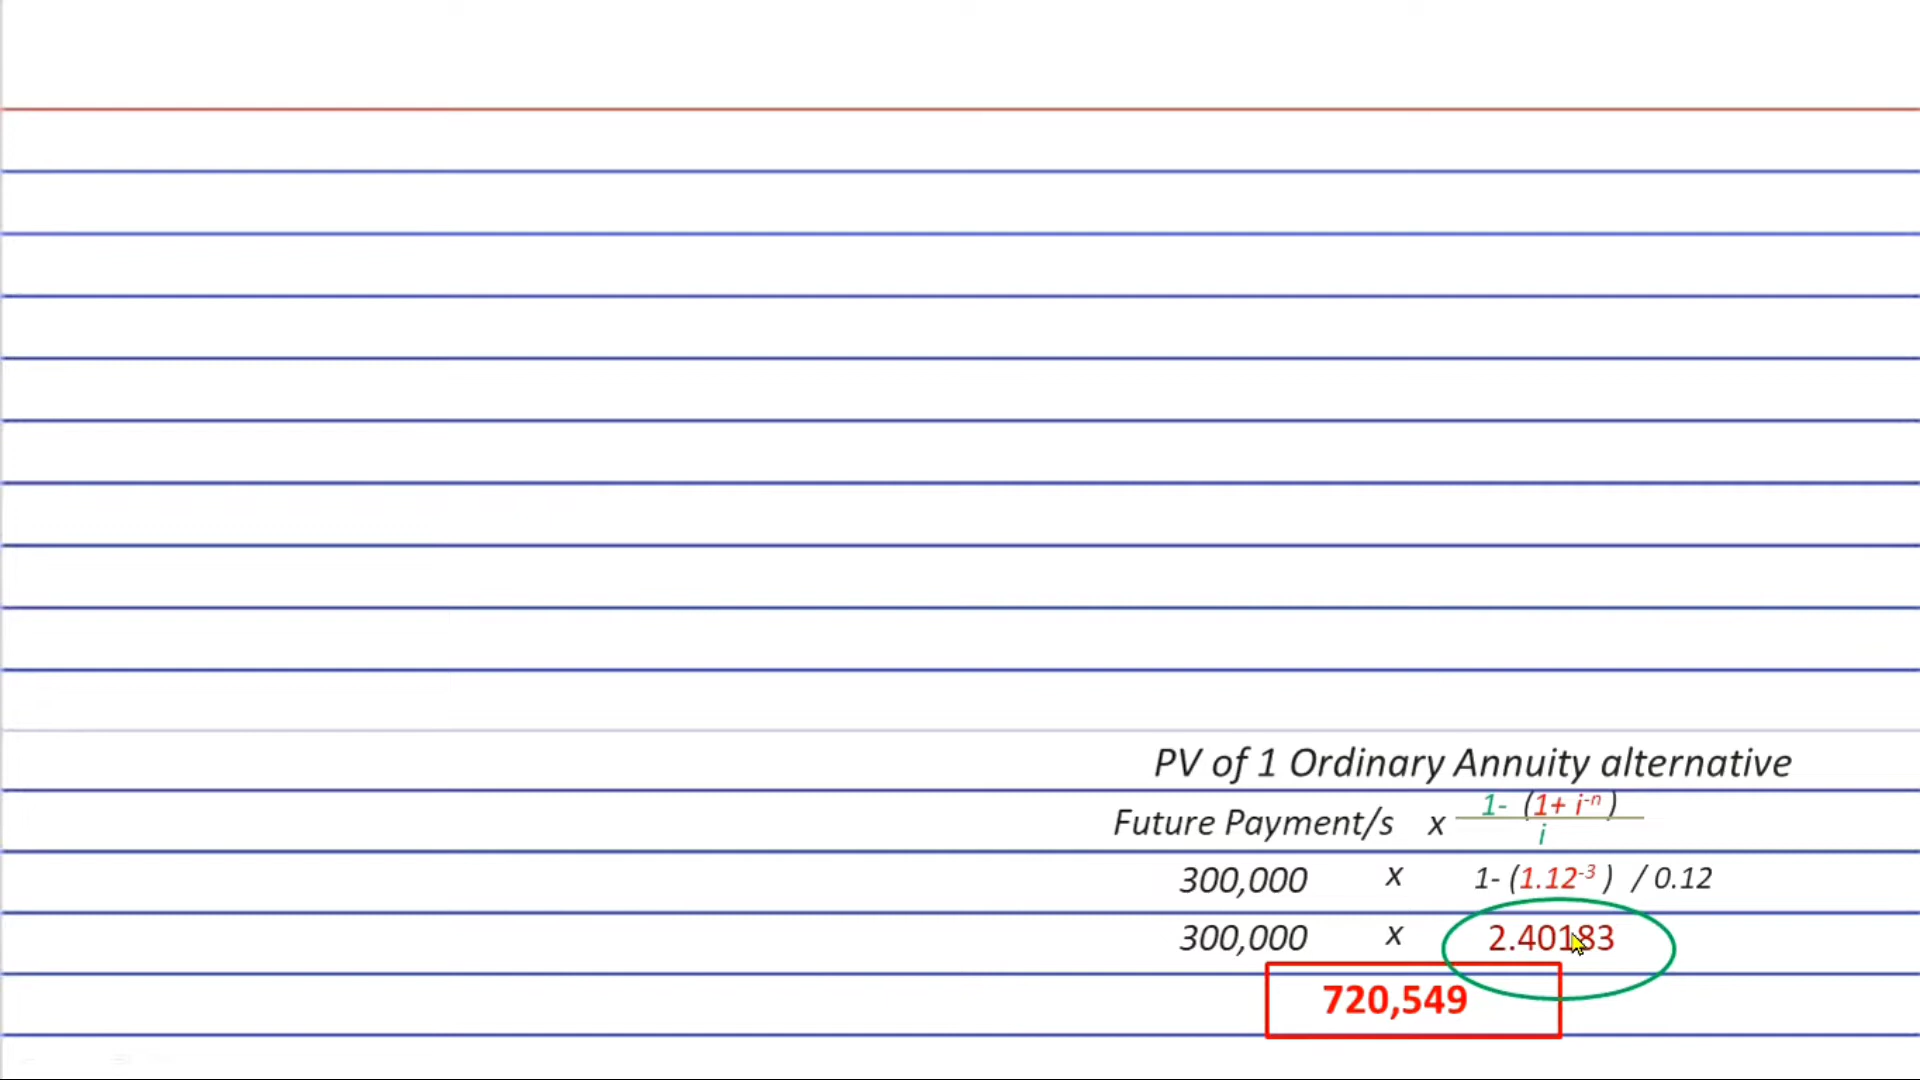 PV of 1 Ordinary Annuity alternative
Future Payment/s x 1- (1+ i⁻ⁿ )
i
300,000 x 1- (1.12⁻³ ) / 0.12
300,000 x 2.40183
720,549